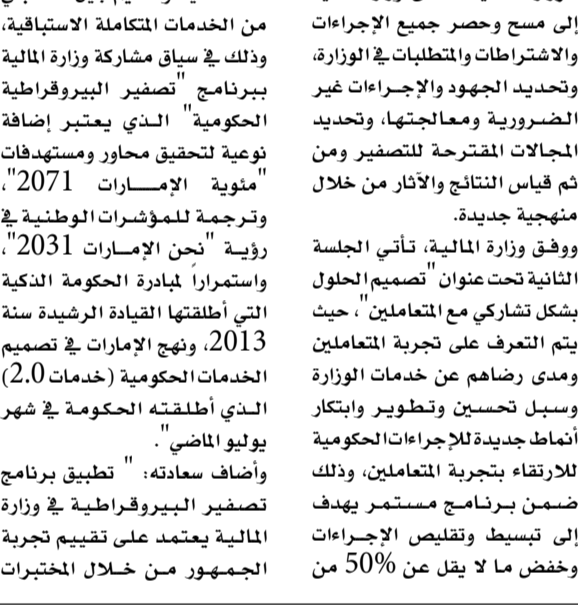 إلى مسح وحصر جميع الإجراءات
والاشتراطات والمتطلبات في الوزارة،
وتحديد الجهود والإجراءات غير
الضرورية ومعالجتها، وتحديد
المجالات المقترحة للتصفير ومن
ثم قياس النتائج والآثار من خلال
منهجية جديدة.
ووفق وزارة المالية، تأتي الجلسة
الثانية تحت عنوان "تصميم الحلول
بشكل تشاركي مع المتعاملين"، حيث
يتم التعرف على تجربة المتعاملين
ومدى رضاهم عن خدمات الوزارة
وسبل تحسين وتطوير وابتكار
أنماط جديدة للإجراءات الحكومية
للارتقاء بتجربة المتعاملين، وذلك
ضمن برنامج مستمر يهدف
إلى تبسيط وتقليص الإجراءات
وخفض ما لا يقل عن 50% من
من الخدمات المتكاملة الاستباقية،
وذلك في سياق مشاركة وزارة المالية
ببرنامج "تصفير البيروقراطية
الحكومية" الذي يعتبر إضافة
نوعية لتحقيق محاور ومستهدفات
"مئوية الإمارات 2071"،
وترجمة للمؤشرات الوطنية في
رؤية "نحن الإمارات 2031"،
واستمراراً لمبادرة الحكومة الذكية
التي أطلقتها القيادة الرشيدة سنة
2013، ونهج الإمارات في تصميم
الخدمات الحكومية (خدمات 2.0)
الذي أطلقته الحكومة في شهر
يوليو الماضي".
وأضاف سعادته: " تطبيق برنامج
تصفير البيروقراطية في وزارة
المالية يعتمد على تقييم تجربة
الجمهور من خلال المختبرات